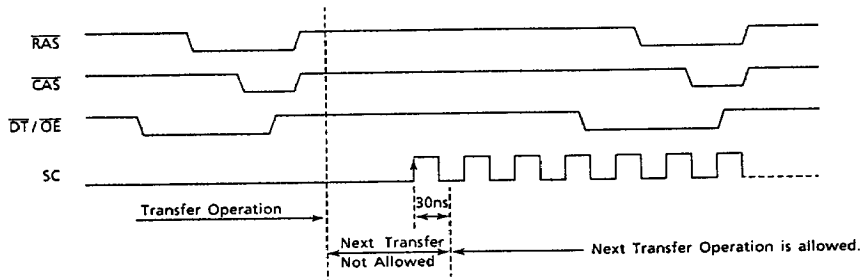 RAS
CAS
DT/OE
SC
Transfer Operation
30ns
Next Transfer
Not Allowed
Next Transfer Operation is allowed.